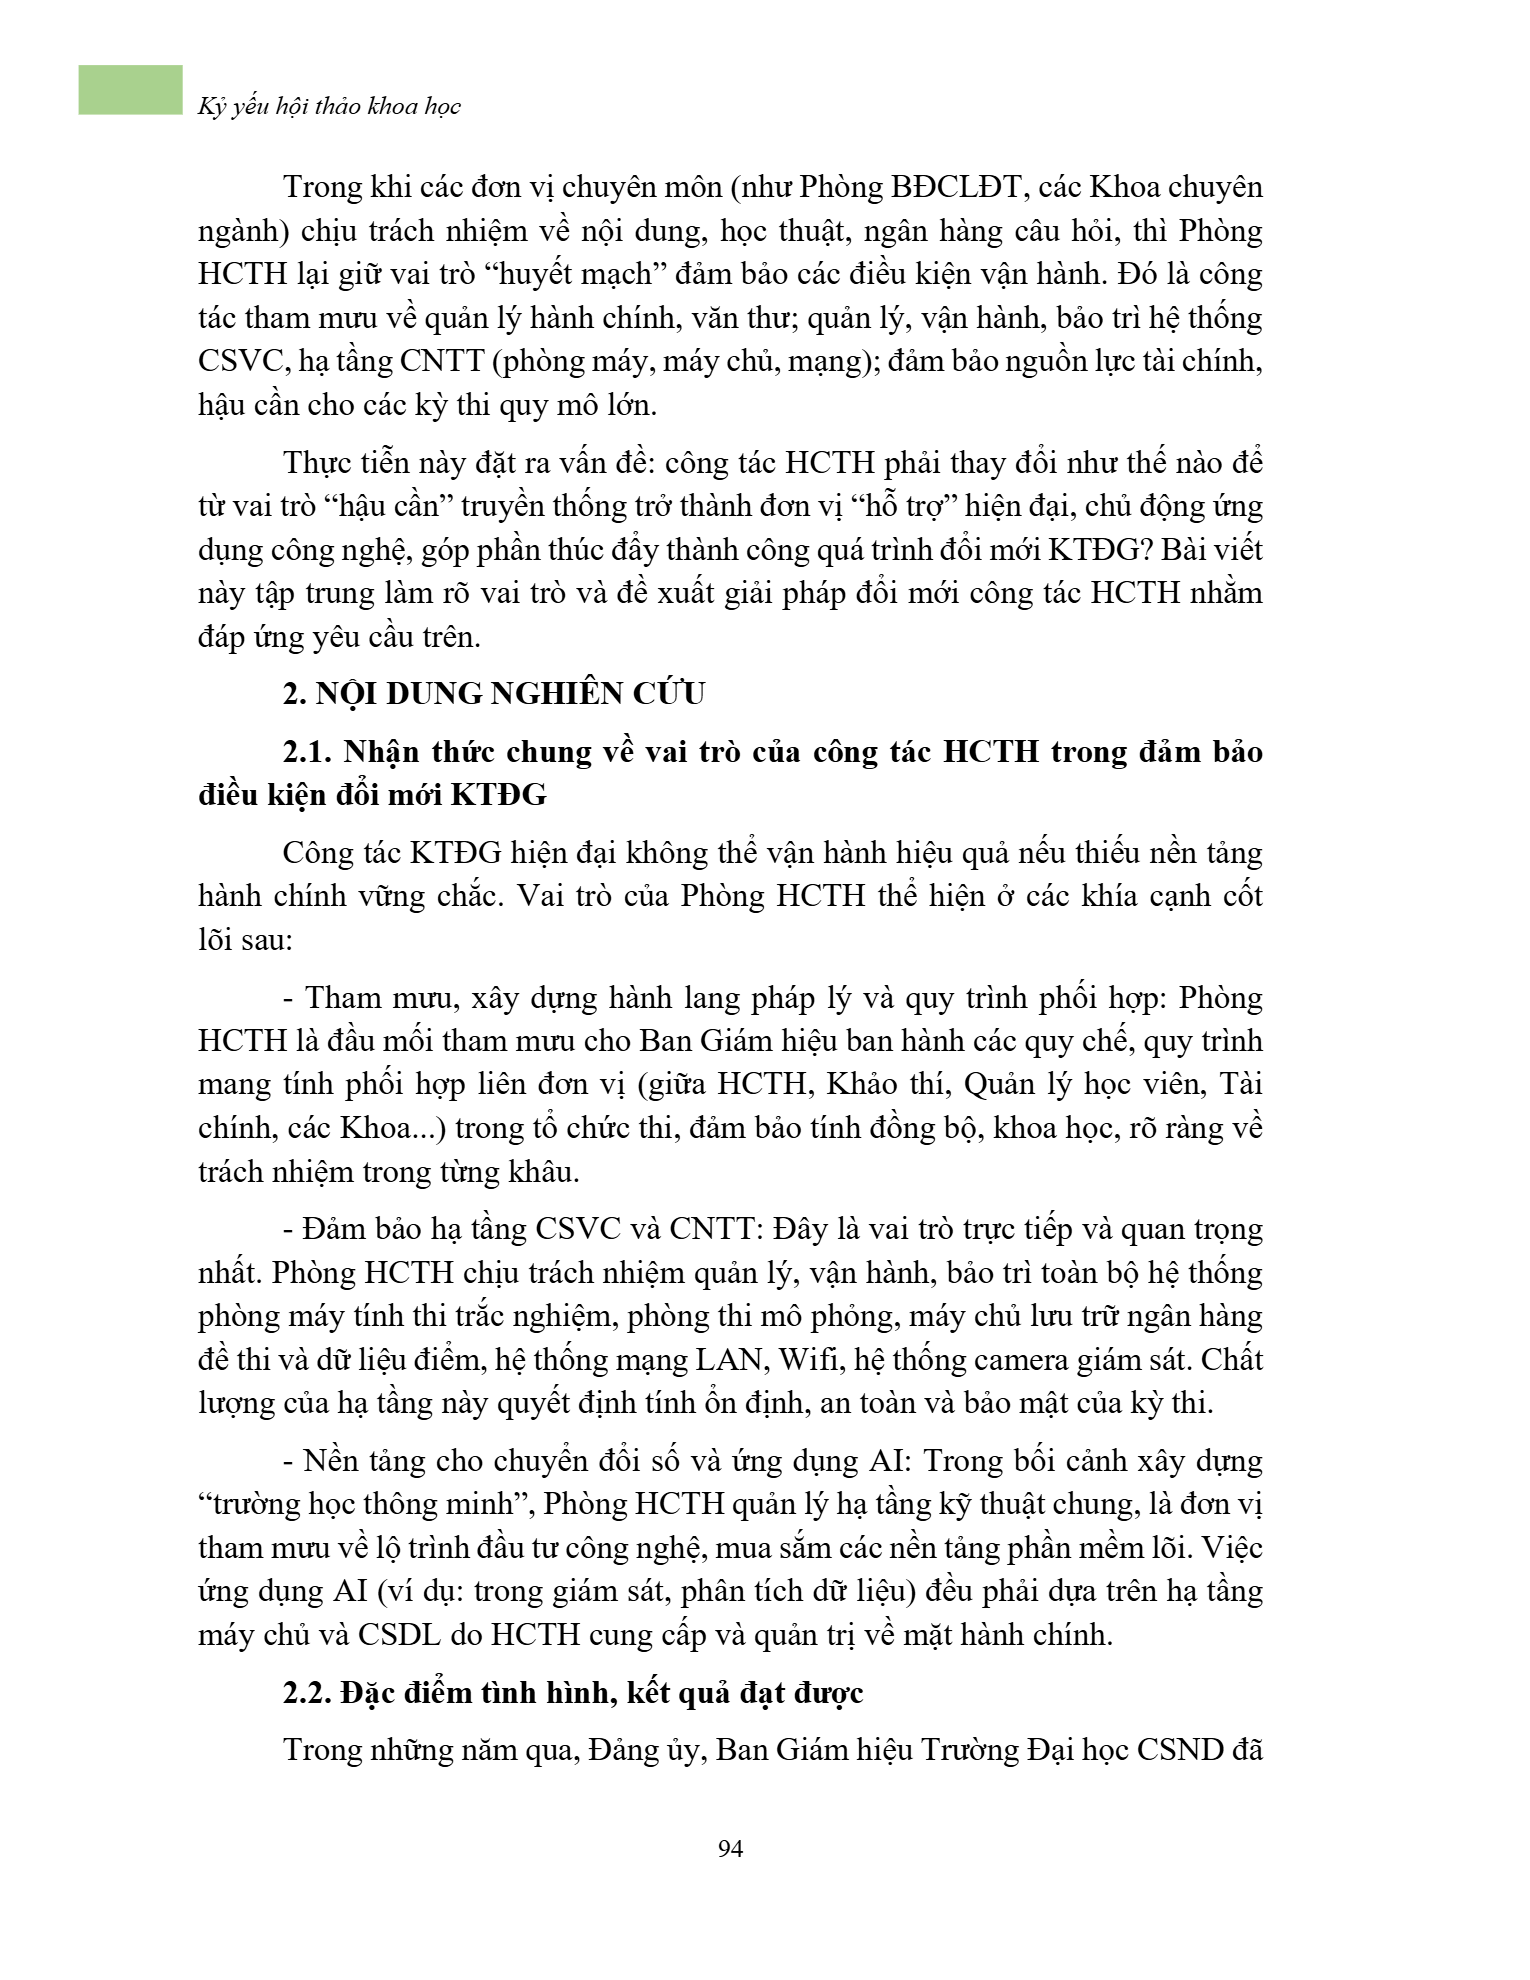 Kỷ yếu hội thảo khoa học
Trong khi các đơn vị chuyên môn (như Phòng BĐCLĐT, các Khoa chuyên
ngành) chịu trách nhiệm về nội dung, học thuật, ngân hàng câu hỏi, thì Phòng
HCTH lại giữ vai trò “huyết mạch” đảm bảo các điều kiện vận hành. Đó là công
tác tham mưu về quản lý hành chính, văn thư; quản lý, vận hành, bảo trì hệ thống
CSVC, hạ tầng CNTT (phòng máy, máy chủ, mạng); đảm bảo nguồn lực tài chính,
hậu cần cho các kỳ thi quy mô lớn.
Thực tiễn này đặt ra vấn đề: công tác HCTH phải thay đổi như thế nào để
từ vai trò “hậu cần” truyền thống trở thành đơn vị “hỗ trợ” hiện đại, chủ động ứng
dụng công nghệ, góp phần thúc đẩy thành công quá trình đổi mới KTĐG? Bài viết
này tập trung làm rõ vai trò và đề xuất giải pháp đổi mới công tác HCTH nhằm
đáp ứng yêu cầu trên.
2. NỘI DUNG NGHIÊN CỨU
2.1. Nhận thức chung về vai trò của công tác HCTH trong đảm bảo
điều kiện đổi mới KTĐG
Công tác KTĐG hiện đại không thể vận hành hiệu quả nếu thiếu nền tảng
hành chính vững chắc. Vai trò của Phòng HCTH thể hiện ở các khía cạnh cốt
lõi sau:
- Tham mưu, xây dựng hành lang pháp lý và quy trình phối hợp: Phòng
HCTH là đầu mối tham mưu cho Ban Giám hiệu ban hành các quy chế, quy trình
mang tính phối hợp liên đơn vị (giữa HCTH, Khảo thí, Quản lý học viên, Tài
chính, các Khoa...) trong tổ chức thi, đảm bảo tính đồng bộ, khoa học, rõ ràng về
trách nhiệm trong từng khâu.
- Đảm bảo hạ tầng CSVC và CNTT: Đây là vai trò trực tiếp và quan trọng
nhất. Phòng HCTH chịu trách nhiệm quản lý, vận hành, bảo trì toàn bộ hệ thống
phòng máy tính thi trắc nghiệm, phòng thi mô phỏng, máy chủ lưu trữ ngân hàng
đề thi và dữ liệu điểm, hệ thống mạng LAN, Wifi, hệ thống camera giám sát. Chất
lượng của hạ tầng này quyết định tính ổn định, an toàn và bảo mật của kỳ thi.
- Nền tảng cho chuyển đổi số và ứng dụng AI: Trong bối cảnh xây dựng
“trường học thông minh”, Phòng HCTH quản lý hạ tầng kỹ thuật chung, là đơn vị
tham mưu về lộ trình đầu tư công nghệ, mua sắm các nền tảng phần mềm lõi. Việc
ứng dụng AI (ví dụ: trong giám sát, phân tích dữ liệu) đều phải dựa trên hạ tầng
máy chủ và CSDL do HCTH cung cấp và quản trị về mặt hành chính.
2.2. Đặc điểm tình hình, kết quả đạt được
Trong những năm qua, Đảng ủy, Ban Giám hiệu Trường Đại học CSND đã
94